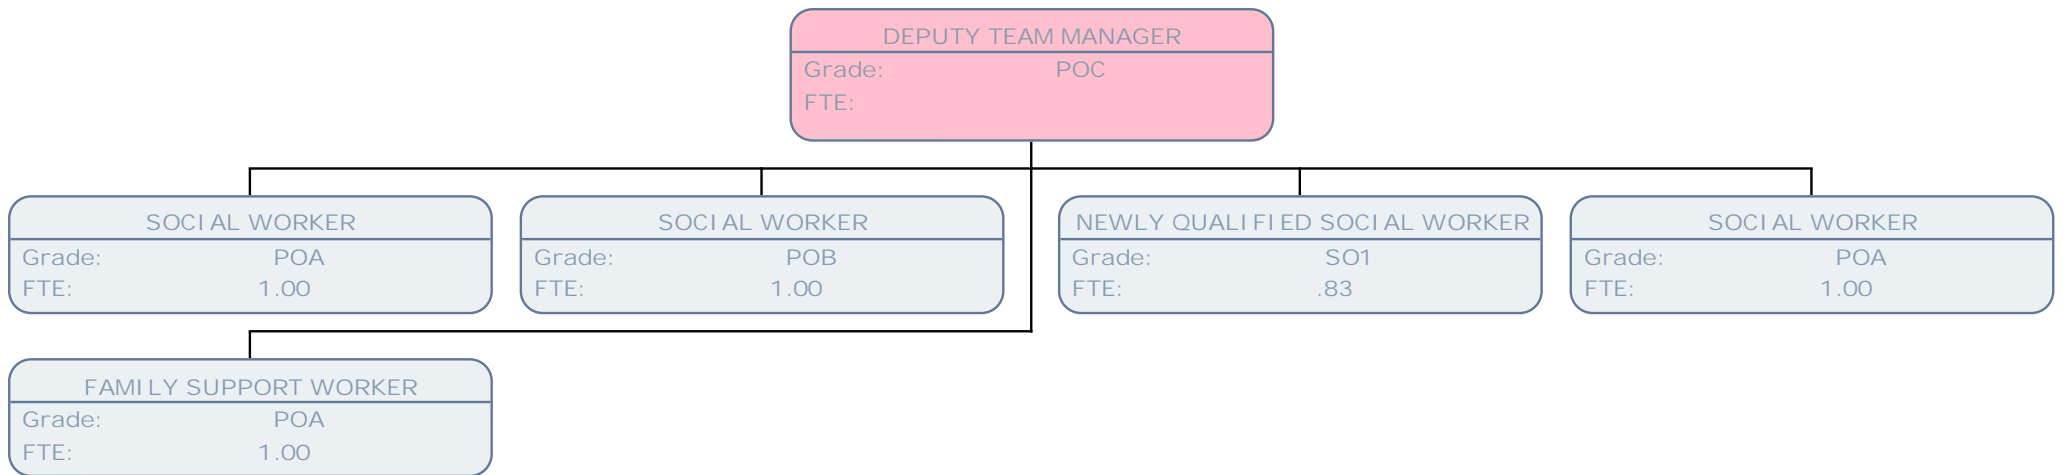 DEPUTY TEAM MANAGER
Grade: POC
FTE:
SOCIAL WORKER
Grade: POA
FTE: 1.00
SOCIAL WORKER
Grade: POB
FTE: 1.00
NEWLY QUALIFIED SOCIAL WORKER
Grade: SO1
FTE: .83
SOCIAL WORKER
Grade: POA
FTE: 1.00
FAMILY SUPPORT WORKER
Grade: POA
FTE: 1.00